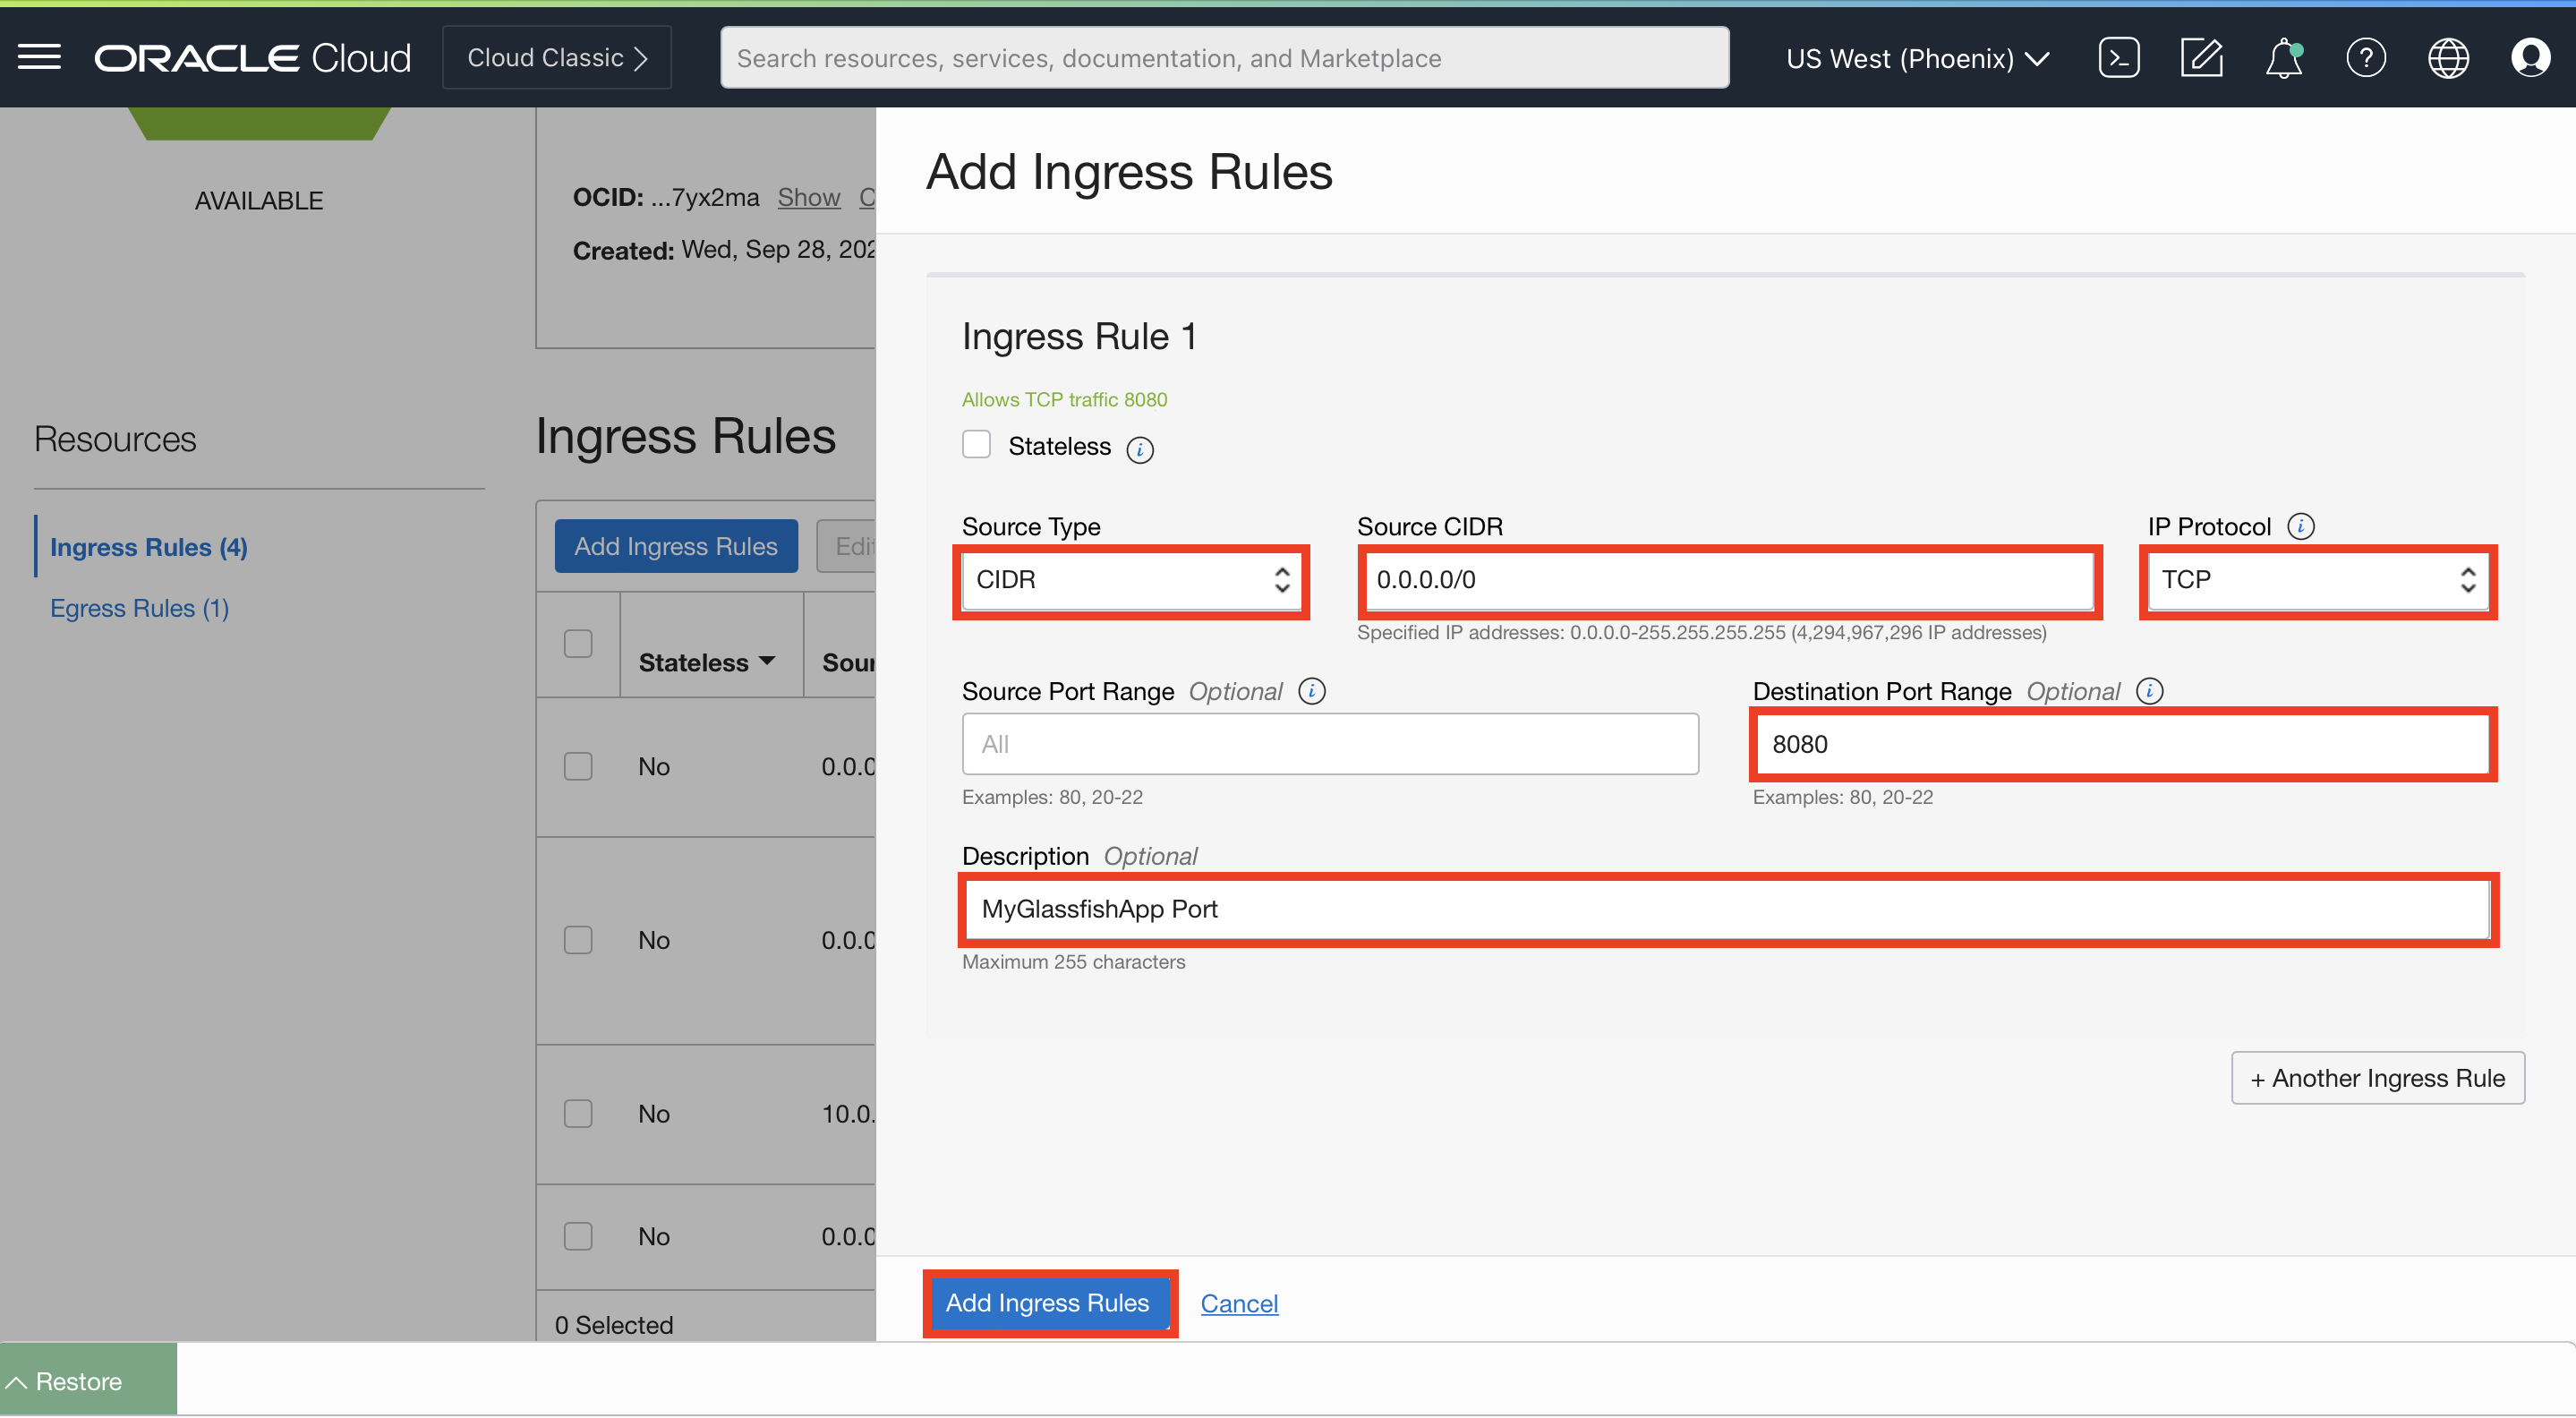 ORACLE Cloud
Cloud Classic
Search resources, services, documentation, and Marketplace
US West (Phoenix)
AVAILABLE
OCID: ...7yx2ma Show
Created: Wed, Sep 28, 202
Resources
Ingress Rules (4)
Egress Rules (1)
Ingress Rules
Add Ingress Rules
Edit
Stateless Sour
No 0.0.0
No 0.0.0
No 10.0.
No 0.0.0
0 Selected
Add Ingress Rules
Ingress Rule 1
Allows TCP traffic 8080
Stateless
Source Type
CIDR
Source CIDR
0.0.0.0/0
Specified IP addresses: 0.0.0.0-255.255.255.255 (4,294,967,296 IP addresses)
IP Protocol
TCP
Source Port Range Optional
All
Examples: 80, 20-22
Destination Port Range Optional
8080
Examples: 80, 20-22
Description Optional
MyGlassfishApp Port
Maximum 255 characters
+ Another Ingress Rule
Add Ingress Rules
Cancel
Restore